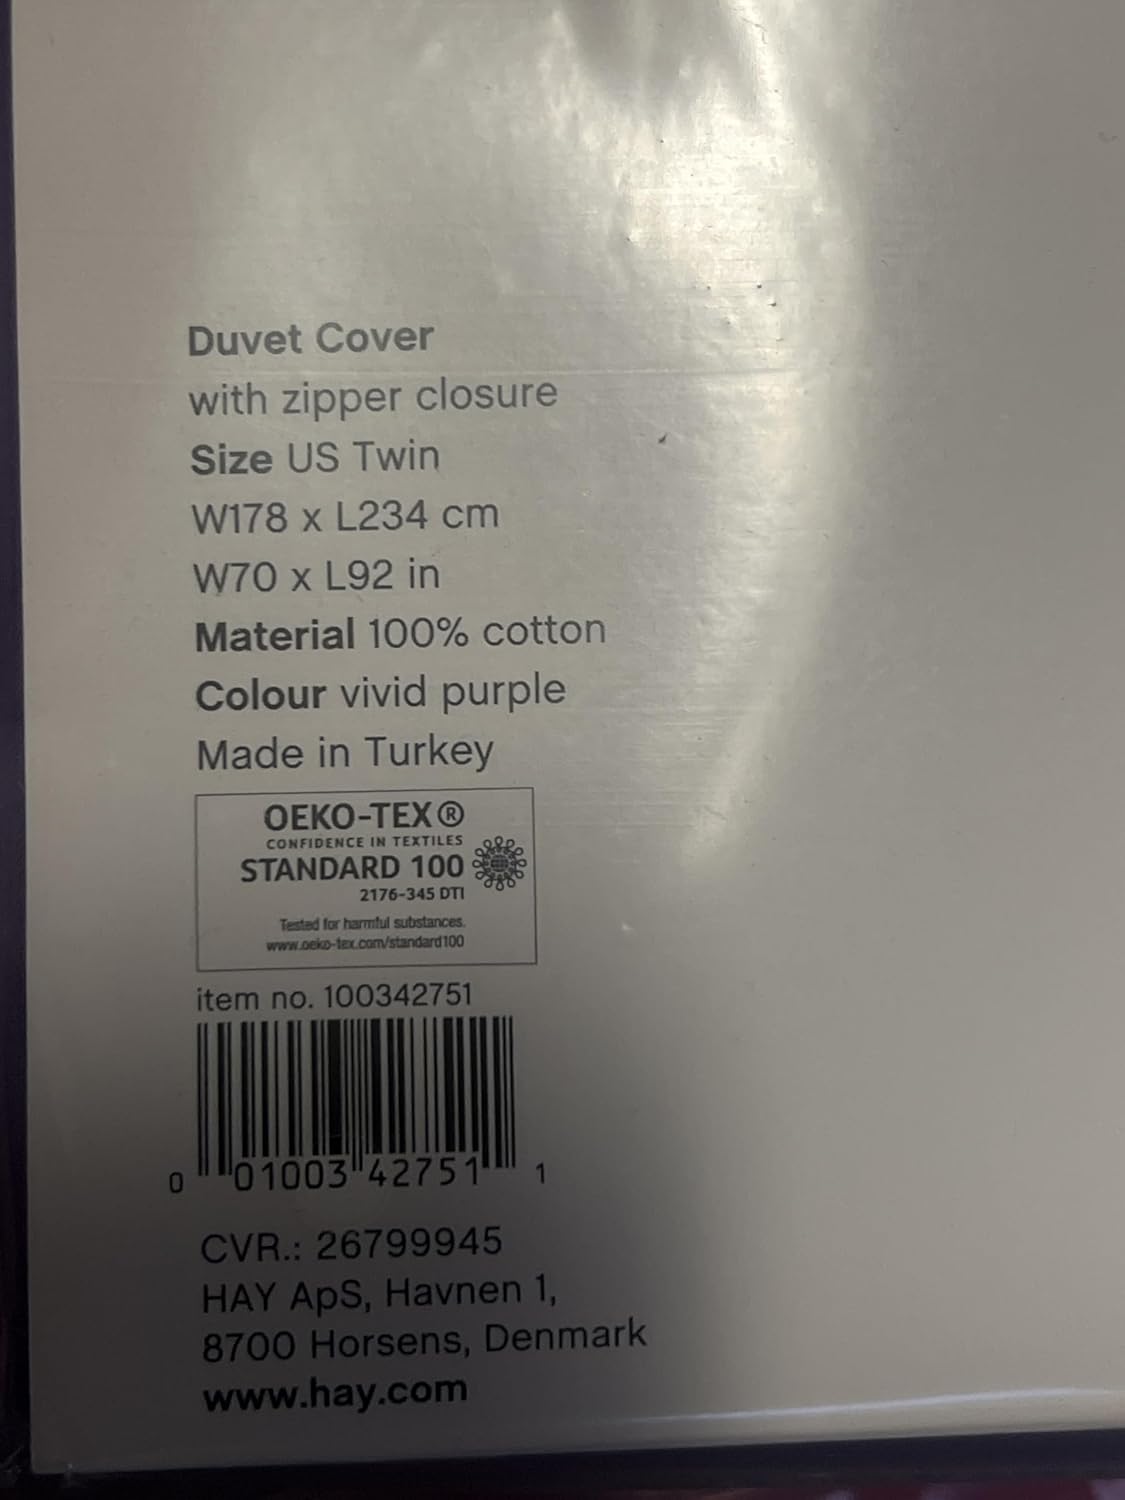 Duvet Cover
with zipper closure
Size US Twin
W178 x L234 cm
W70 x L92 in
Material 100% cotton
Colour vivid purple
Made in Turkey
OEKO-TEX®
CONFIDENCE IN TEXTILES
STANDARD 100
2176-345 DTI
Tested for harmful substances.
www.oeko-tex.com/standard100
item no. 100342751
0 01003 42751 1
CVR.: 26799945
HAY ApS, Havnen 1,
8700 Horsens, Denmark
www.hay.com